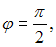 φ = π/2,